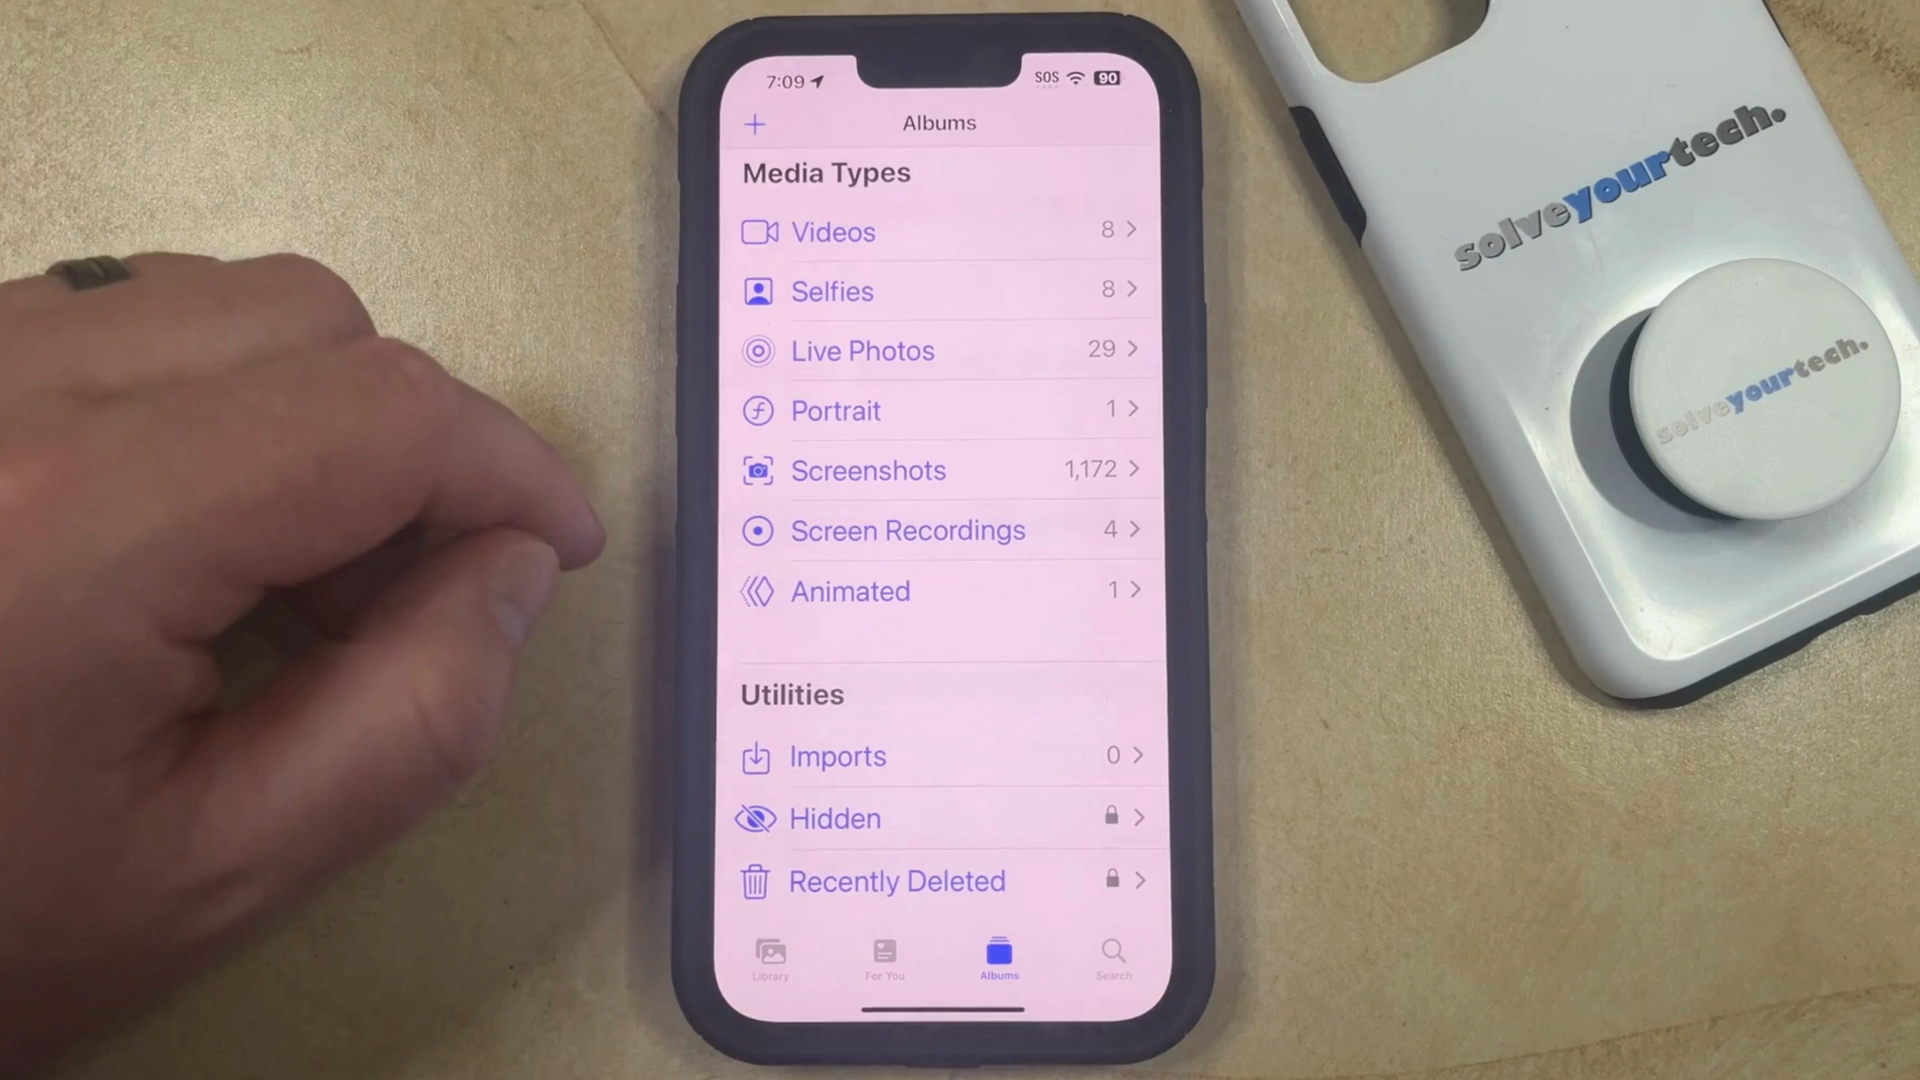 7:09 SOS 90
Albums
Media Types
Videos 8
Selfies 8
Live Photos 29
Portrait 1
Screenshots 1,172
Screen Recordings 4
Animated 1
Utilities
Imports 0
Hidden
Recently Deleted
Library For You Albums Search
solveyourtech.
solveyourtech.